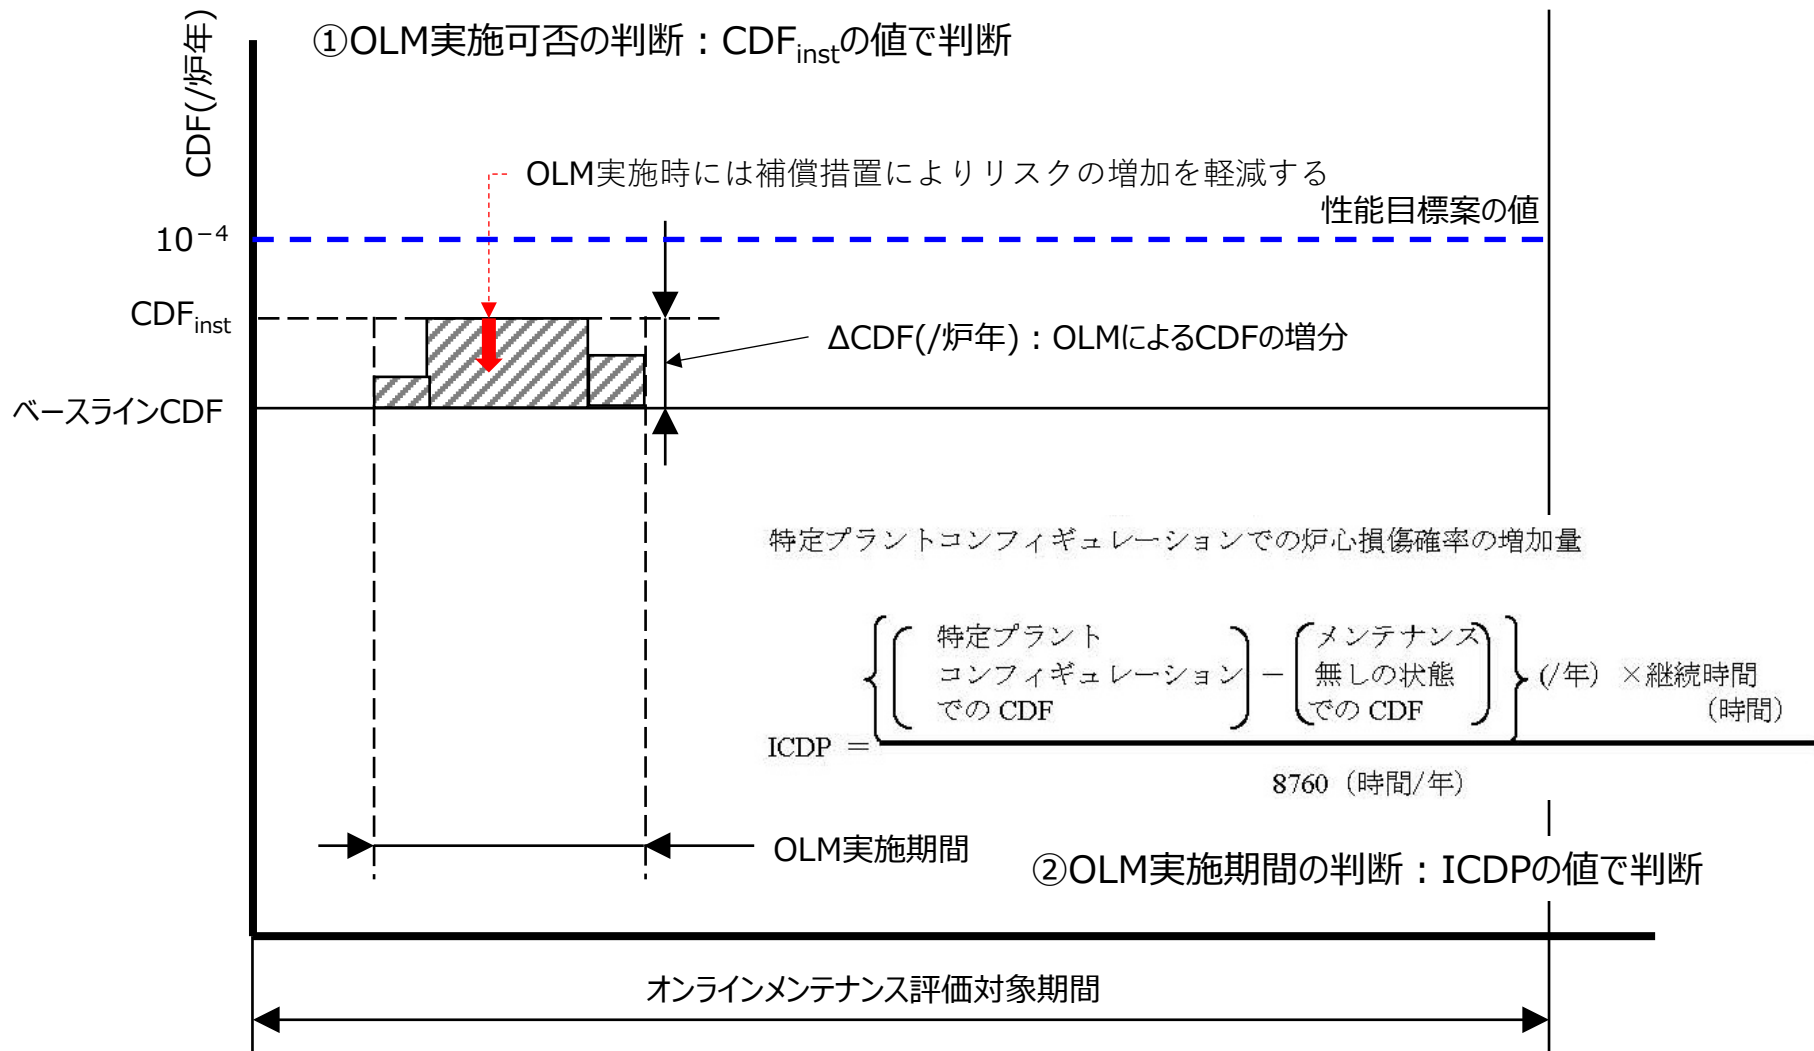 ①OLM実施可否の判断：CDFinstの値で判断
CDF(/炉年)
OLM実施時には補償措置によりリスクの増加を軽減する
性能目標案の値
10−4
CDFinst
ΔCDF(/炉年)：OLMによるCDFの増分
ベースラインCDF
特定プラントコンフィギュレーションでの炉心損傷確率の増加量
特定プラント
コンフィギュレーション
での CDF
－
メンテナンス
無しの状態
での CDF
(/年) ×継続時間
（時間）
ICDP ＝
8760（時間/年）
OLM実施期間
②OLM実施期間の判断：ICDPの値で判断
オンラインメンテナンス評価対象期間